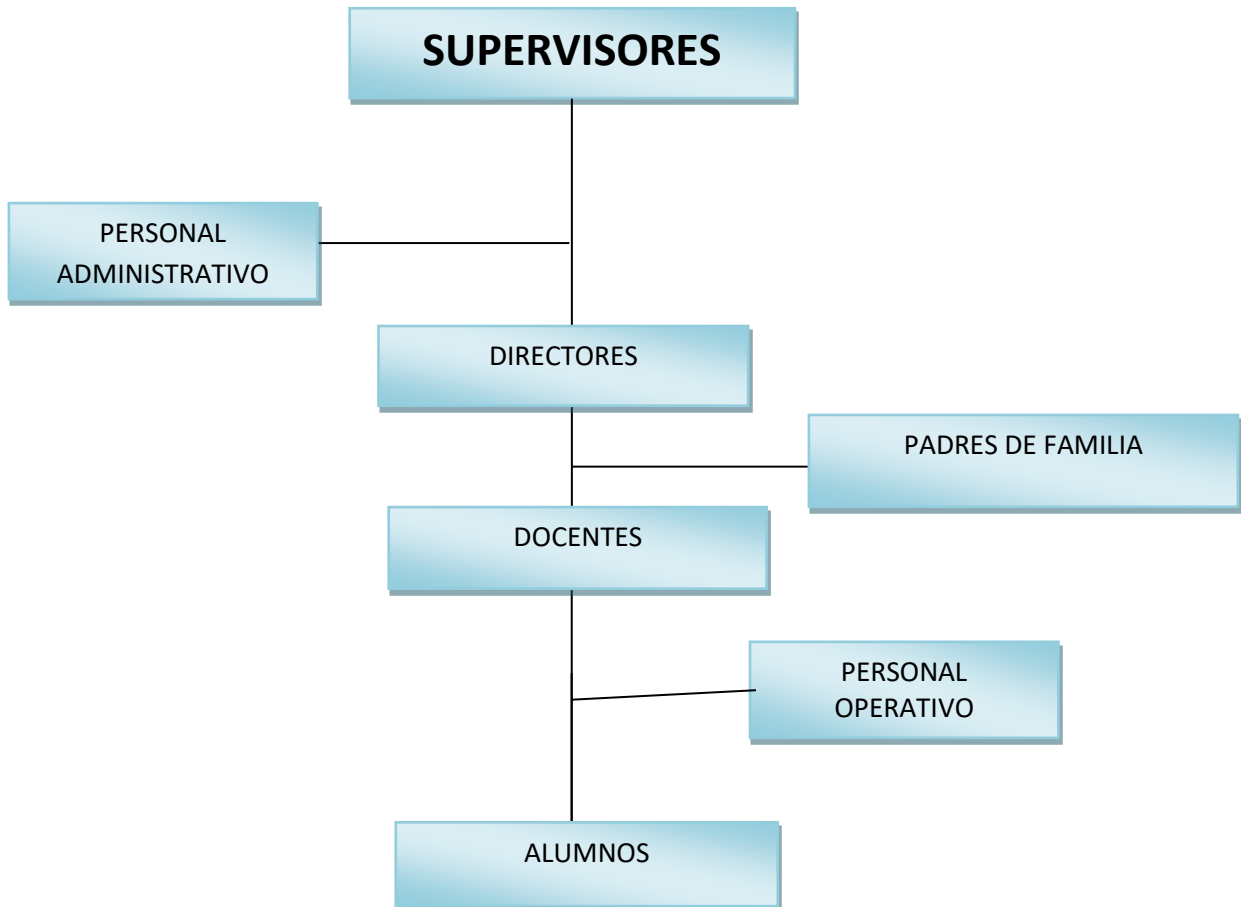 SUPERVISORES
PERSONAL
ADMINISTRATIVO
DIRECTORES
PADRES DE FAMILIA
DOCENTES
PERSONAL
OPERATIVO
ALUMNOS